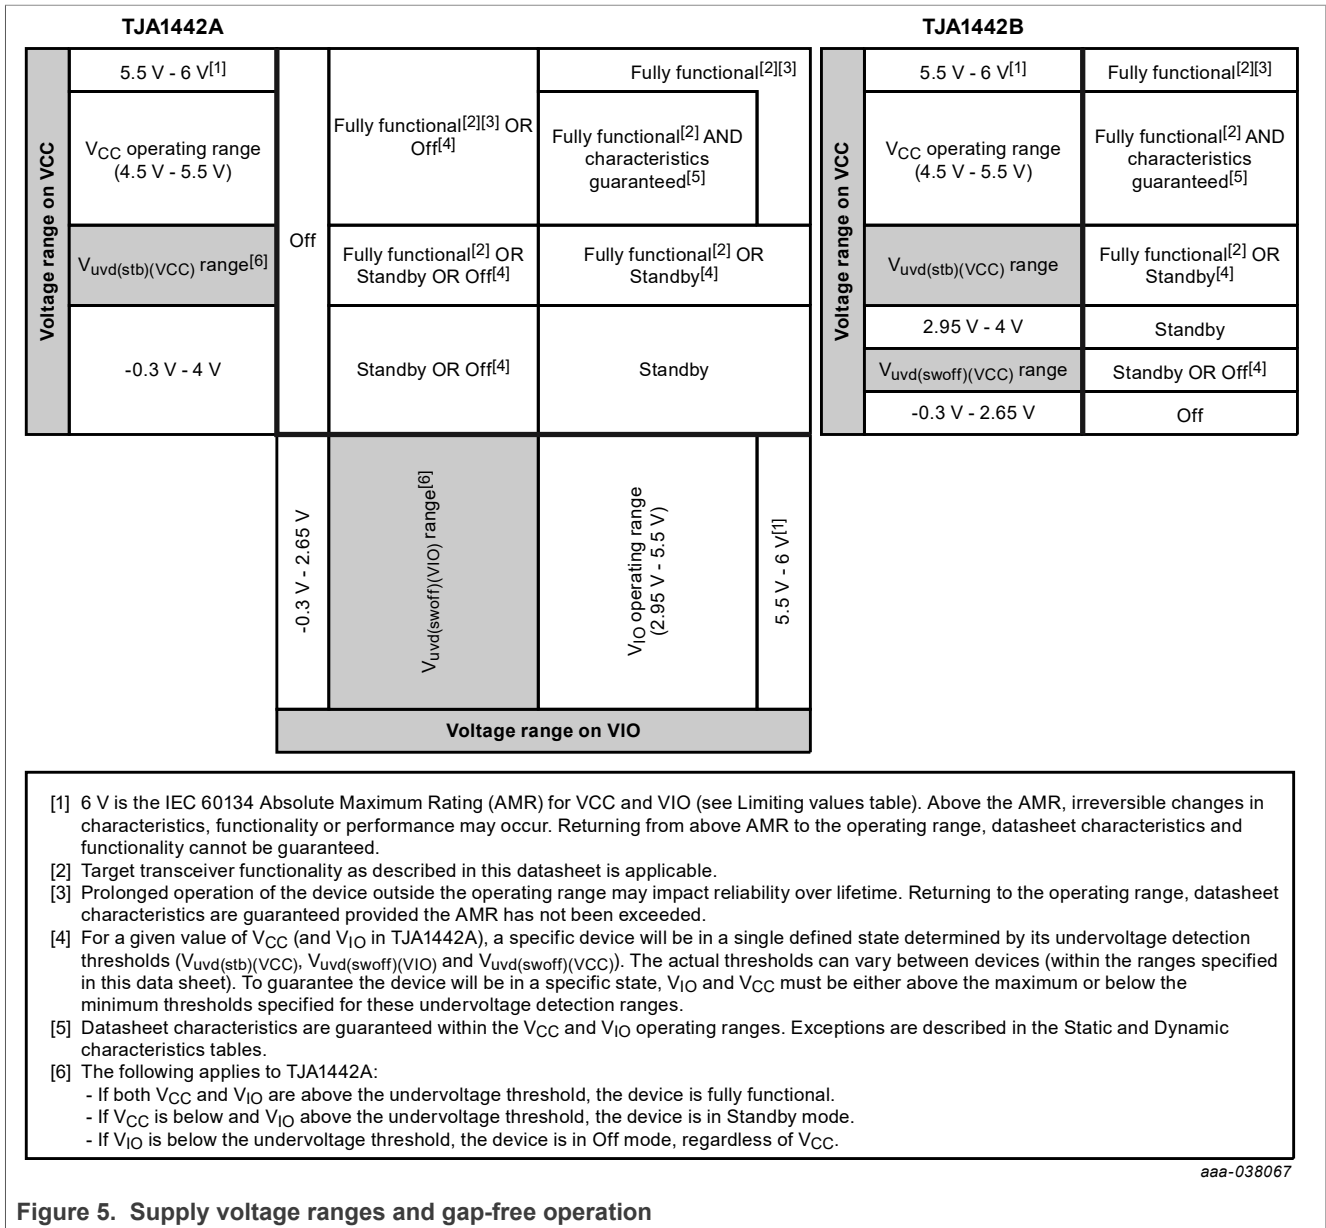 TJA1442A
TJA1442B
Voltage range on VCC
5.5 V - 6 V[1]
VCC operating range
(4.5 V - 5.5 V)
Vuvd(stb)(VCC) range[6]
-0.3 V - 4 V
Off
Fully functional[2][3] OR
Off[4]
Fully functional[2] OR
Standby OR Off[4]
Standby OR Off[4]
Fully functional[2][3]
Fully functional[2] AND
characteristics
guaranteed[5]
Fully functional[2] OR
Standby[4]
Standby
-0.3 V - 2.65 V
Vuvd(swoff)(VIO) range[6]
VIO operating range
(2.95 V - 5.5 V)
5.5 V - 6 V[1]
Voltage range on VIO
Voltage range on VCC
5.5 V - 6 V[1]
Fully functional[2][3]
VCC operating range
(4.5 V - 5.5 V)
Fully functional[2] AND
characteristics
guaranteed[5]
Vuvd(stb)(VCC) range
Fully functional[2] OR
Standby[4]
2.95 V - 4 V
Standby
Vuvd(swoff)(VCC) range
Standby OR Off[4]
-0.3 V - 2.65 V
Off
[1] 6 V is the IEC 60134 Absolute Maximum Rating (AMR) for VCC and VIO (see Limiting values table). Above the AMR, irreversible changes in
characteristics, functionality or performance may occur. Returning from above AMR to the operating range, datasheet characteristics and
functionality cannot be guaranteed.
[2] Target transceiver functionality as described in this datasheet is applicable.
[3] Prolonged operation of the device outside the operating range may impact reliability over lifetime. Returning to the operating range, datasheet
characteristics are guaranteed provided the AMR has not been exceeded.
[4] For a given value of VCC (and VIO in TJA1442A), a specific device will be in a single defined state determined by its undervoltage detection
thresholds (Vuvd(stb)(VCC), Vuvd(swoff)(VIO) and Vuvd(swoff)(VCC)). The actual thresholds can vary between devices (within the ranges specified
in this data sheet). To guarantee the device will be in a specific state, VIO and VCC must be either above the maximum or below the
minimum thresholds specified for these undervoltage detection ranges.
[5] Datasheet characteristics are guaranteed within the VCC and VIO operating ranges. Exceptions are described in the Static and Dynamic
characteristics tables.
[6] The following applies to TJA1442A:
- If both VCC and VIO are above the undervoltage threshold, the device is fully functional.
- If VCC is below and VIO above the undervoltage threshold, the device is in Standby mode.
- If VIO is below the undervoltage threshold, the device is in Off mode, regardless of VCC.
aaa-038067
Figure 5. Supply voltage ranges and gap-free operation